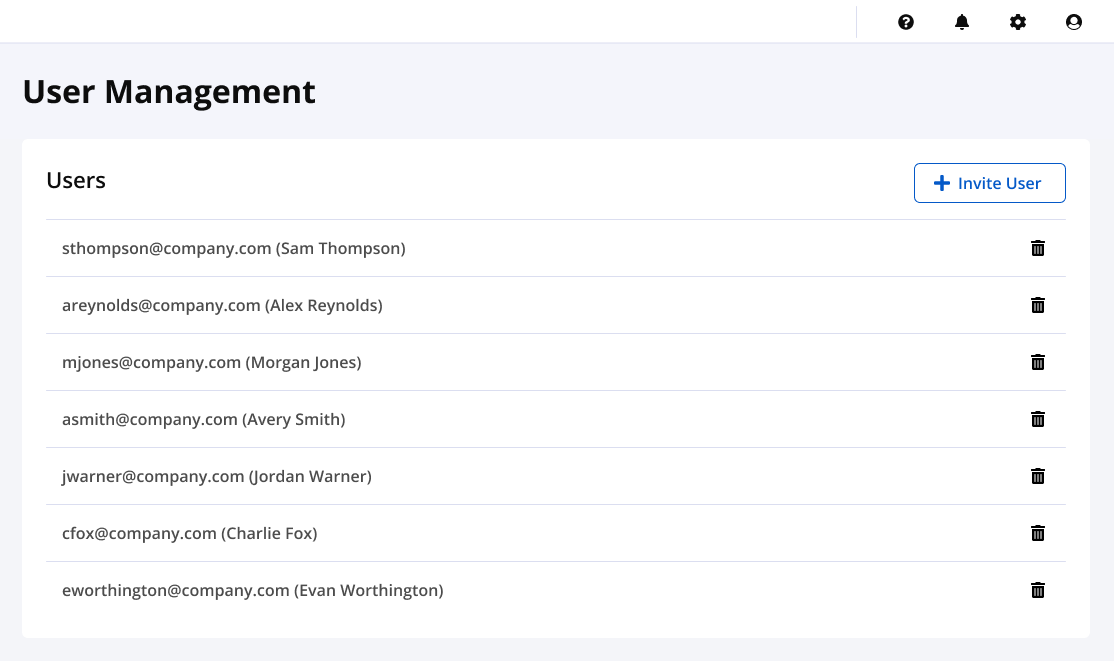 User Management
Users
Invite User
sthompson@company.com (Sam Thompson)
areynolds@company.com (Alex Reynolds)
mjones@company.com (Morgan Jones)
asmith@company.com (Avery Smith)
jwarner@company.com (Jordan Warner)
cfox@company.com (Charlie Fox)
eworthington@company.com (Evan Worthington)